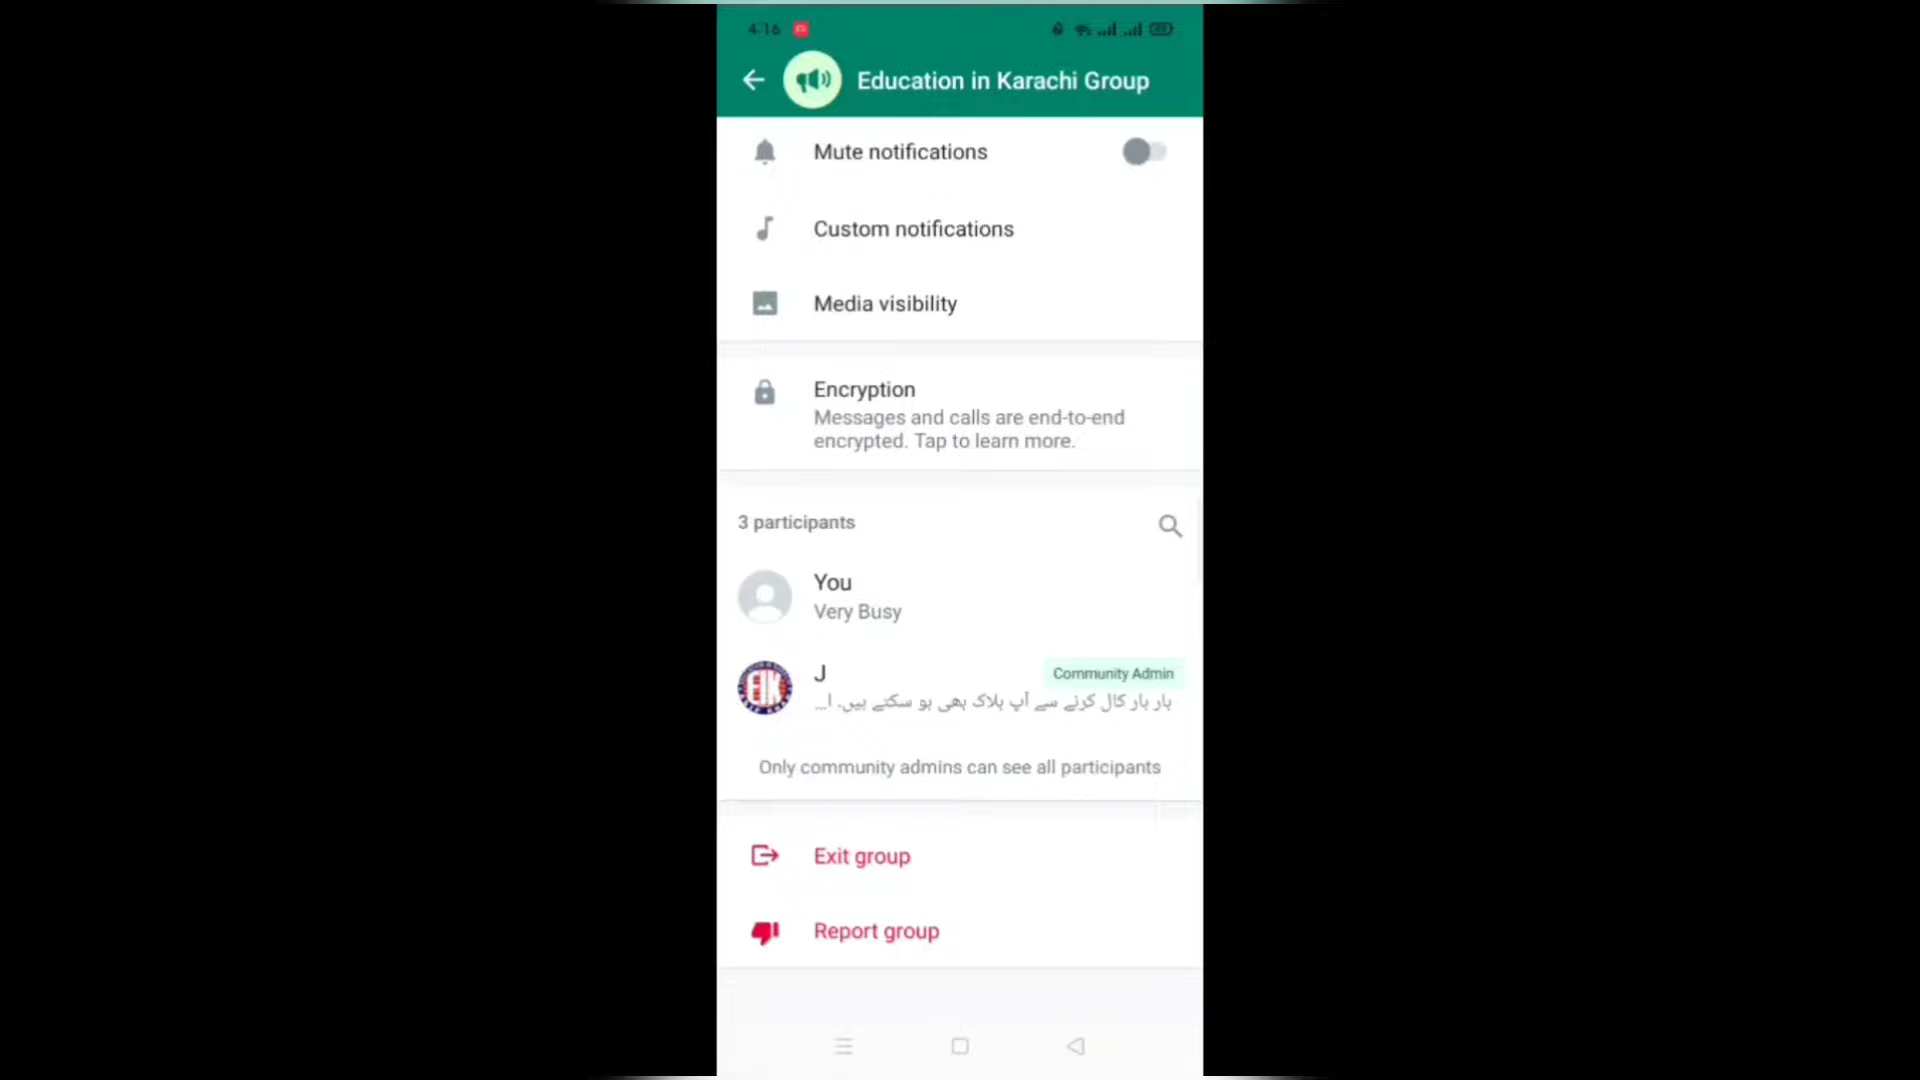 4:16
Education in Karachi Group
Mute notifications
Custom notifications
Media visibility
Encryption
Messages and calls are end-to-end
encrypted. Tap to learn more.
3 participants
You
Very Busy
J
Community Admin
بار بار کال کرنے سے آپ بلاک بھی ہو سکتے ہیں۔ ا...
Only community admins can see all participants
Exit group
Report group